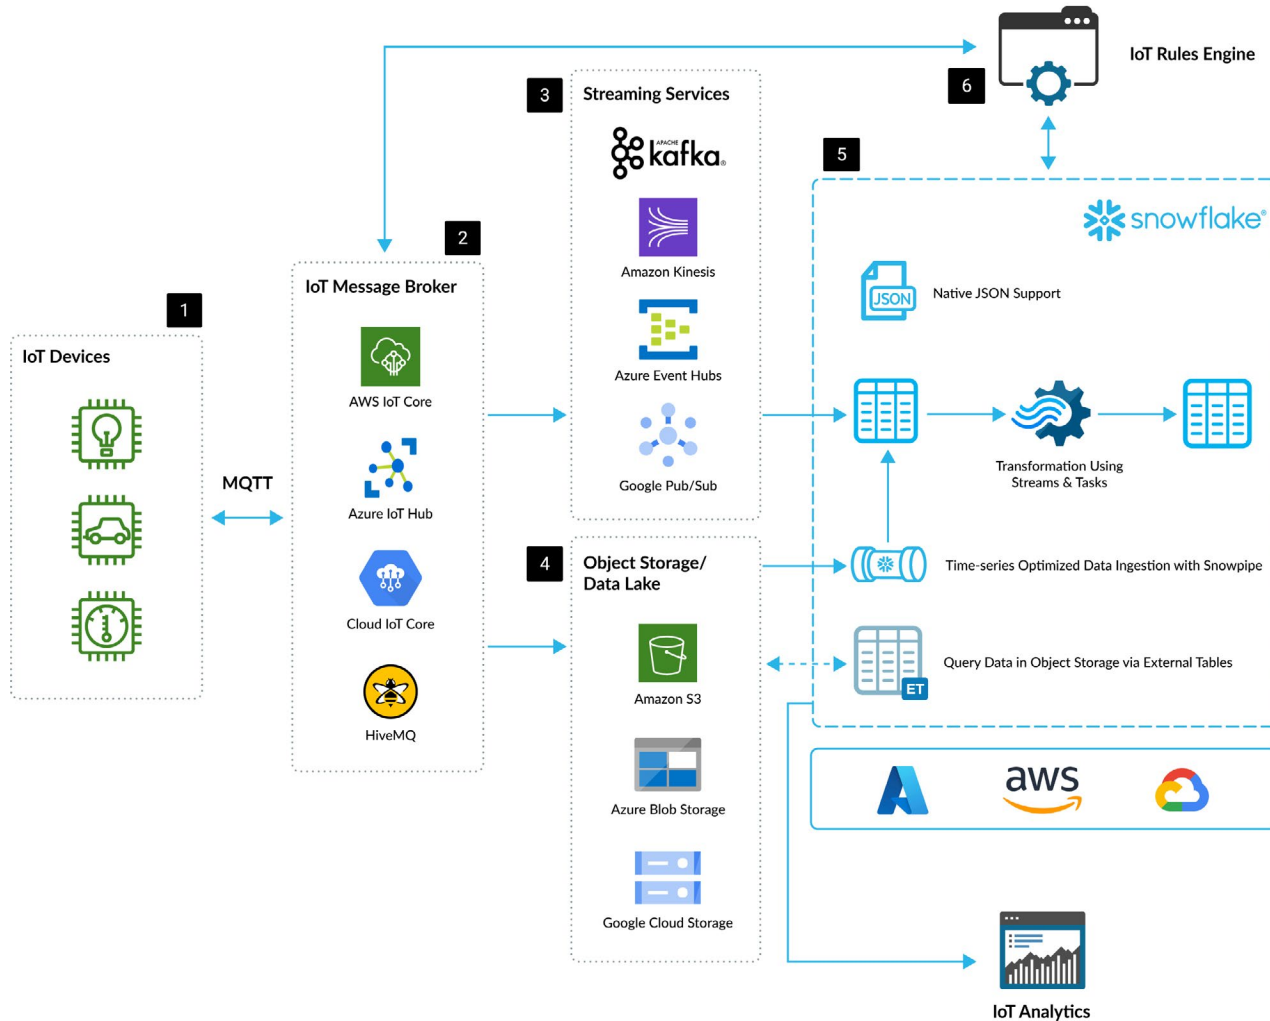 IoT Rules Engine
6
3
Streaming Services
APACHE
kafka®
5
snowflake®
Amazon Kinesis
2
IoT Message Broker
JSON
Native JSON Support
1
IoT Devices
Azure Event Hubs
AWS IoT Core
MQTT
Google Pub/Sub
Transformation Using
Streams & Tasks
Azure IoT Hub
4
Object Storage/
Data Lake
Time-series Optimized Data Ingestion with Snowpipe
Cloud IoT Core
Query Data in Object Storage via External Tables
ET
Amazon S3
HiveMQ
aws
Azure Blob Storage
Google Cloud Storage
IoT Analytics